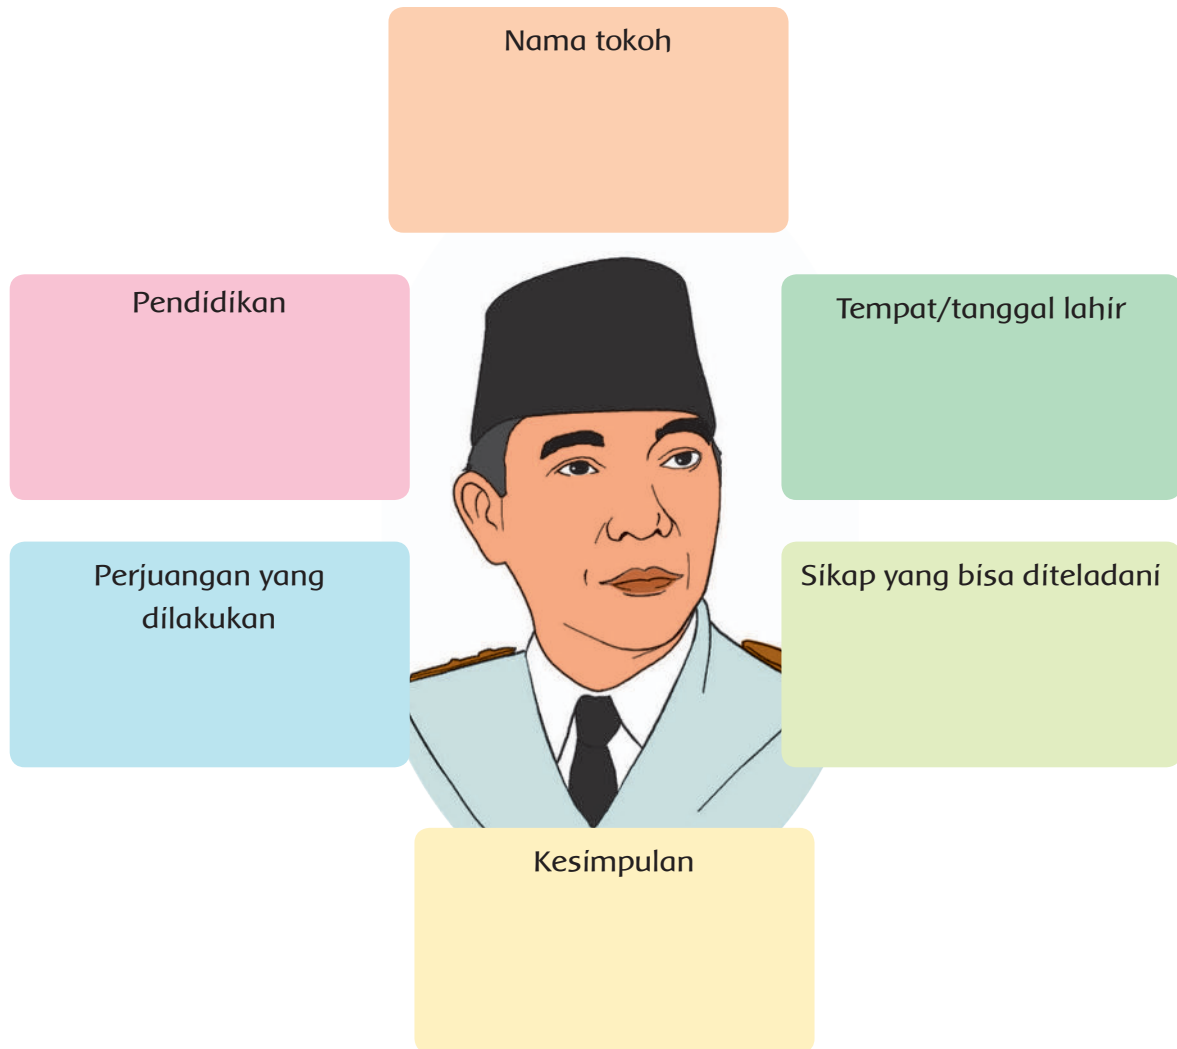 Nama tokoh
Pendidikan
Tempat/tanggal lahir
Perjuangan yang
dilakukan
Sikap yang bisa diteladani
Kesimpulan